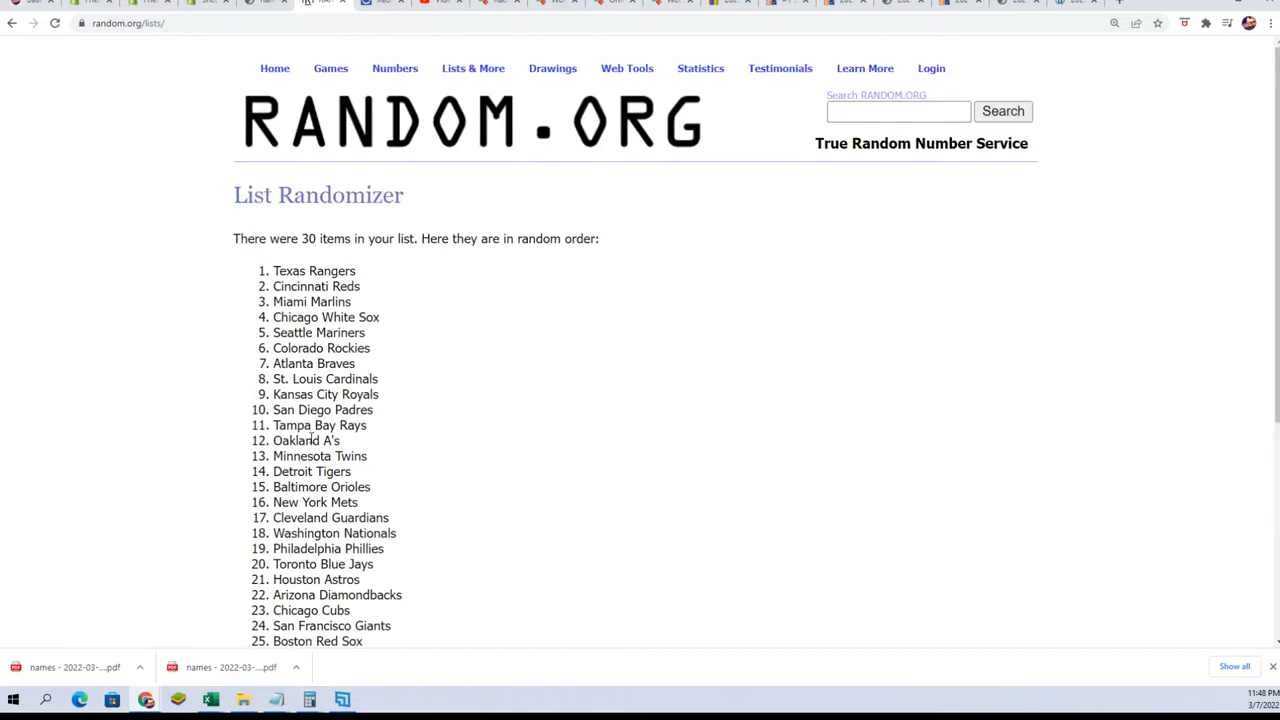 random.org/lists/
Home Games Numbers Lists & More Drawings Web Tools Statistics Testimonials Learn More Login
RANDOM.ORG
Search RANDOM.ORG
Search
True Random Number Service
List Randomizer
There were 30 items in your list. Here they are in random order:
1. Texas Rangers
2. Cincinnati Reds
3. Miami Marlins
4. Chicago White Sox
5. Seattle Mariners
6. Colorado Rockies
7. Atlanta Braves
8. St. Louis Cardinals
9. Kansas City Royals
10. San Diego Padres
11. Tampa Bay Rays
12. Oakland A's
13. Minnesota Twins
14. Detroit Tigers
15. Baltimore Orioles
16. New York Mets
17. Cleveland Guardians
18. Washington Nationals
19. Philadelphia Phillies
20. Toronto Blue Jays
21. Houston Astros
22. Arizona Diamondbacks
23. Chicago Cubs
24. San Francisco Giants
25. Boston Red Sox
names - 2022-03-....pdf names - 2022-03-....pdf Show all
11:48 PM
3/7/2022